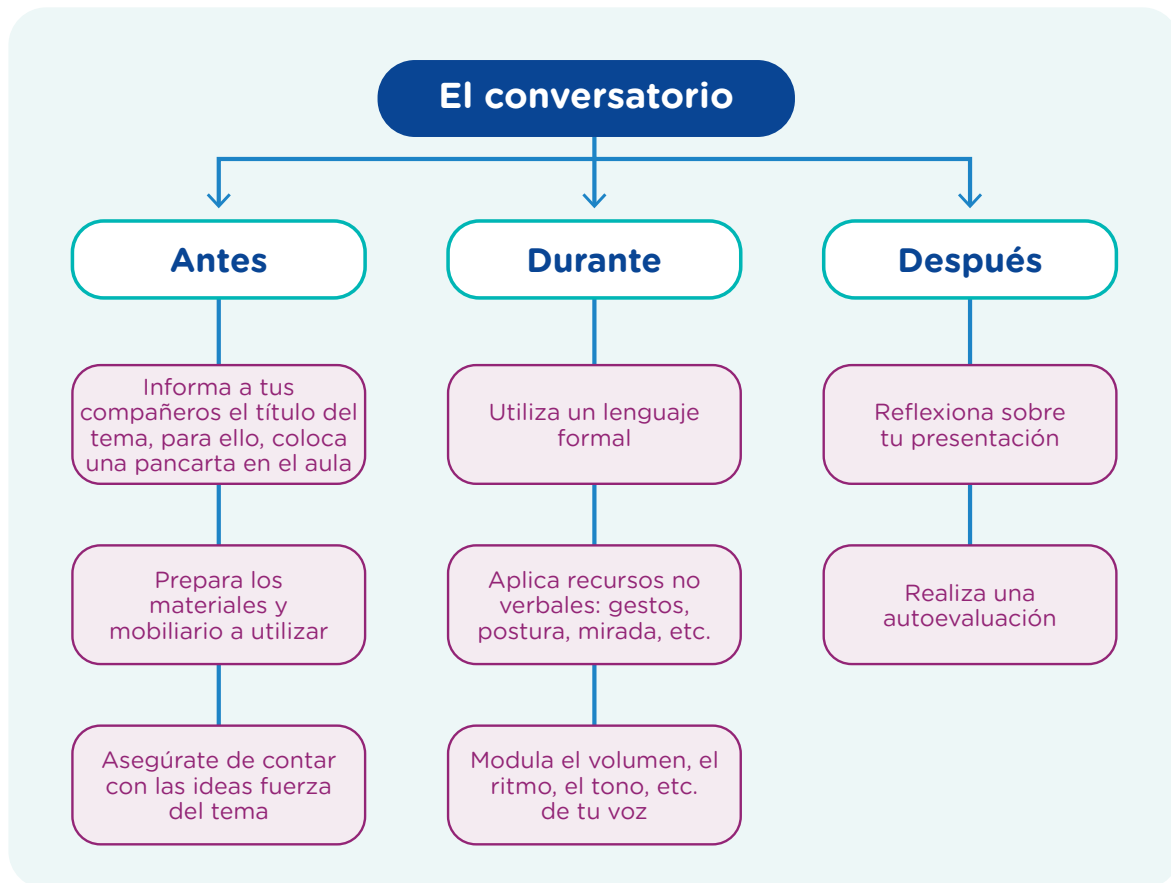 El conversatorio
Antes
Informa a tus
compañeros el título del
tema, para ello, coloca
una pancarta en el aula
Prepara los
materiales y
mobiliario a utilizar
Asegúrate de contar
con las ideas fuerza
del tema
Durante
Utiliza un lenguaje
formal
Aplica recursos no
verbales: gestos,
postura, mirada, etc.
Modula el volumen, el
ritmo, el tono, etc.
de tu voz
Después
Reflexiona sobre
tu presentación
Realiza una
autoevaluación